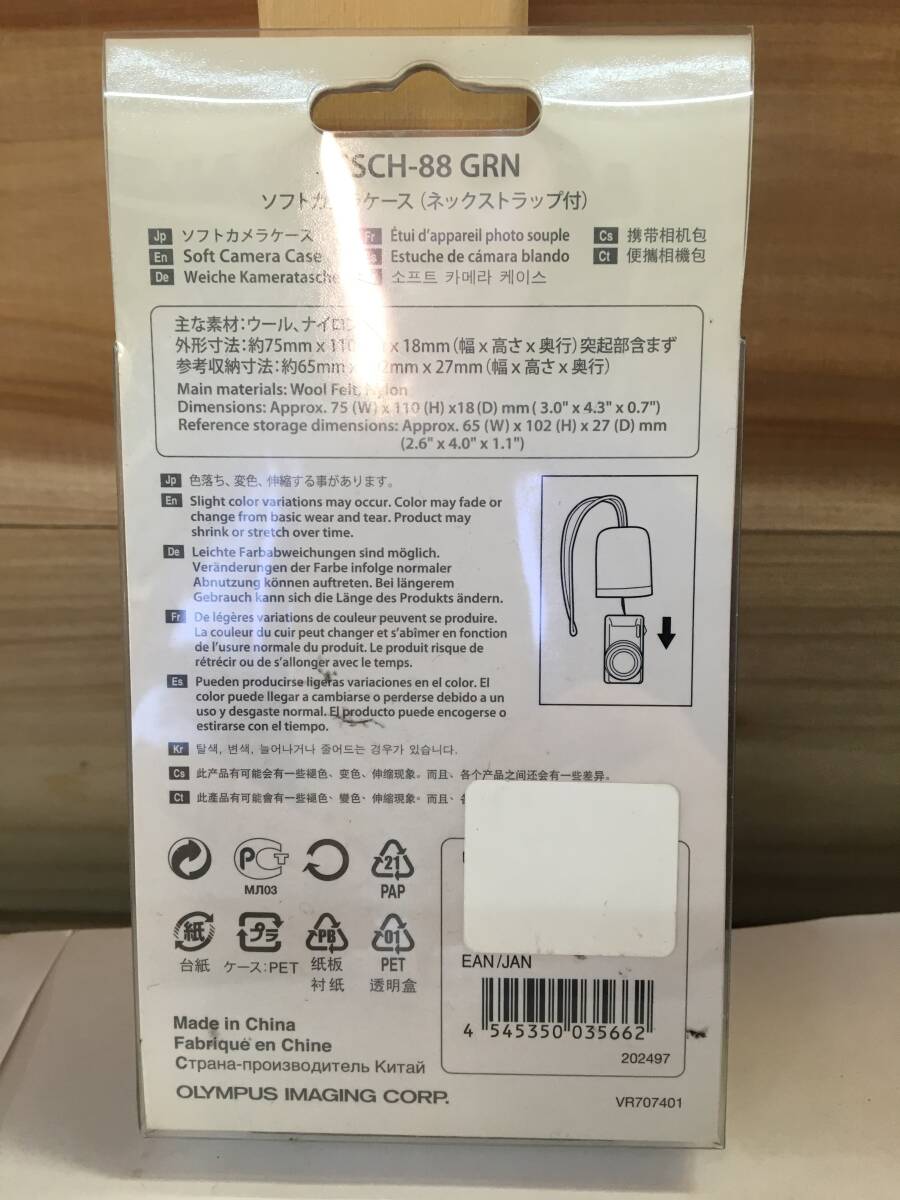 SCH-88 GRN
ソフトカメラケース (ネックストラップ付)
Jp ソフトカメラケース
En Soft Camera Case
De Weiche Kameratasche
Fr Étui d'appareil photo souple
Es Estuche de cámara blando
소프트 카메라 케이스
Cs 携带相机包
Ct 便攜相機包
主な素材:ウール、ナイロン
外形寸法:約75mm x 110 x 18mm (幅 x 高さ x 奥行) 突起部含まず
参考収納寸法:約65mm x 102mm x 27mm (幅 x 高さ x 奥行)
Main materials: Wool Felt, Nylon
Dimensions: Approx. 75 (W) x 110 (H) x18 (D) mm ( 3.0" x 4.3" x 0.7")
Reference storage dimensions: Approx. 65 (W) x 102 (H) x 27 (D) mm
(2.6" x 4.0" x 1.1")
Jp 色落ち、変色、伸縮する事があります。
En Slight color variations may occur. Color may fade or
change from basic wear and tear. Product may
shrink or stretch over time.
De Leichte Farbabweichungen sind möglich.
Veränderungen der Farbe infolge normaler
Abnutzung können auftreten. Bei längerem
Gebrauch kann sich die Länge des Produkts ändern.
Fr De légères variations de couleur peuvent se produire.
La couleur du cuir peut changer et s'abîmer en fonction
de l'usure normale du produit. Le produit risque de
rétrécir ou de s'allonger avec le temps.
Es Pueden producirse ligeras variaciones en el color. El
color puede llegar a cambiarse o perderse debido a un
uso y desgaste normal. El producto puede encogerse o
estirarse con el tiempo.
Kr 탈색, 변색, 늘어나거나 줄어드는 경우가 있습니다.
Cs 此产品有可能会有一些褪色、变色、伸缩现象。而且、各个产品之间还会有一些差异。
Ct 此產品有可能會有一些褪色、變色、伸縮現象。而且、
РСТ
МЛ03
21
PAP
紙
台紙
プラ
ケース:PET
PB
纸板
衬纸
01
PET
透明盒
EAN/JAN
4 545350 035662
202497
Made in China
Fabriqué en Chine
Страна-производитель Китай
OLYMPUS IMAGING CORP.
VR707401